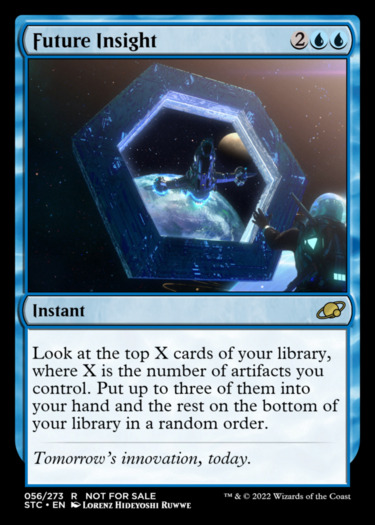 Future Insight 2
Instant
Look at the top X cards of your library,
where X is the number of artifacts you
control. Put up to three of them into
your hand and the rest on the bottom of
your library in a random order.
Tomorrow's innovation, today.
056/273 R NOT FOR SALE
STC • EN Lorenz Hideyoshi Ruwwe
™ & © 2022 Wizards of the Coast